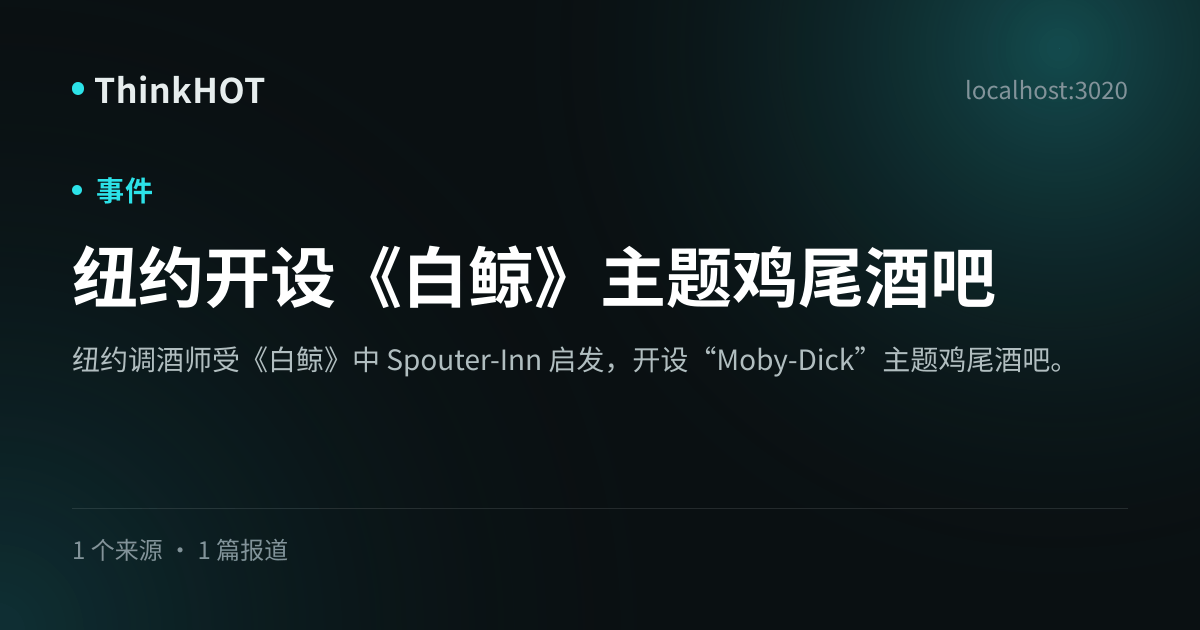 ThinkHOT
localhost:3020
事件
纽约开设《白鲸》主题鸡尾酒吧
纽约调酒师受《白鲸》中 Spouter-Inn 启发，开设“Moby-Dick”主题鸡尾酒吧。
1 个来源 · 1 篇报道